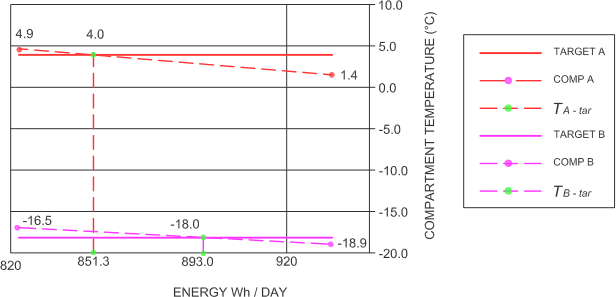 10.0
4.9 4.0
5.0
1.4
0.0
-5.0
-10.0
-15.0
-16.5 -18.0
-18.9
-20.0
820 851.3 893.0 920
ENERGY Wh / DAY
COMPARTMENT TEMPERATURE (°C)
TARGET A
COMP A
TA - tar
TARGET B
COMP B
TB - tar